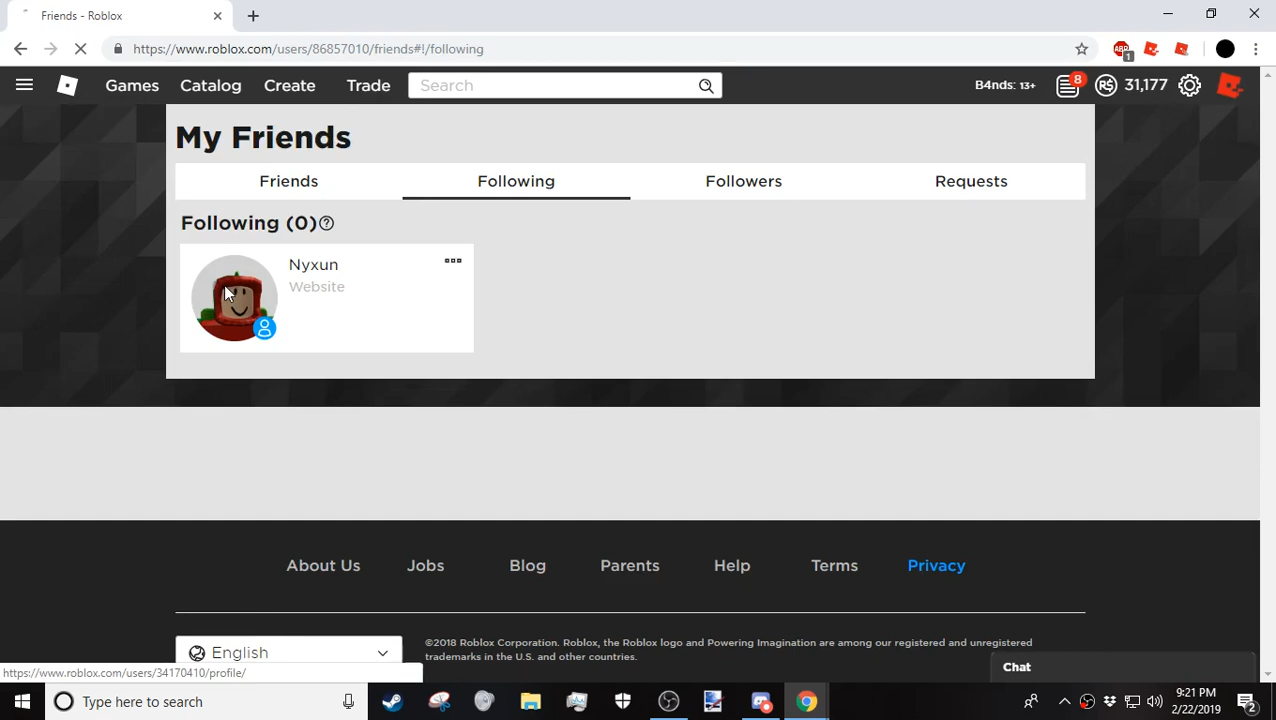 Friends - Roblox
https://www.roblox.com/users/86857010/friends#!/following
ABP
1
Games Catalog Create Trade Search B4nds: 13+ 8 R$ 31,177
My Friends
Friends Following Followers Requests
Following (0)
Nyxun
Website
About Us Jobs Blog Parents Help Terms Privacy
English
©2018 Roblox Corporation. Roblox, the Roblox logo and Powering Imagination are among our registered and unregistered
trademarks in the U.S. and other countries.
Chat
https://www.roblox.com/users/34170410/profile/
Type here to search
9:21 PM
2/22/2019
2